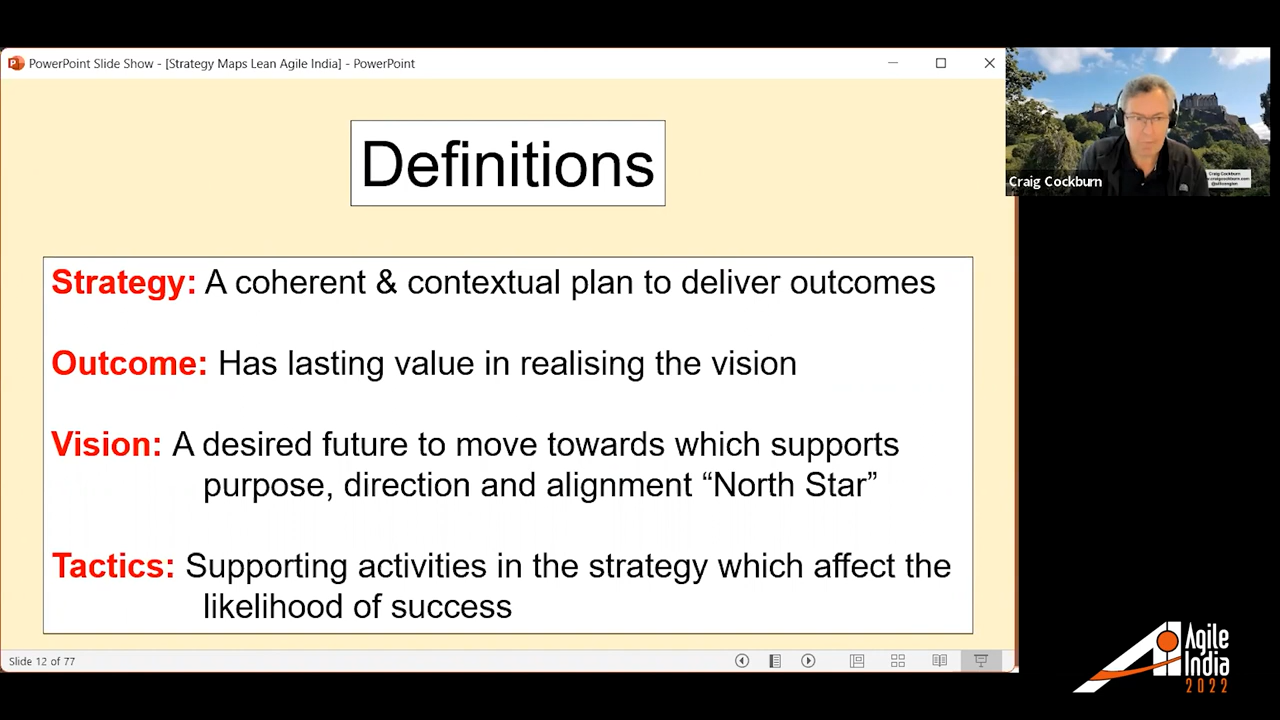 PowerPoint Slide Show - [Strategy Maps Lean Agile India] - PowerPoint
Definitions
Strategy: A coherent & contextual plan to deliver outcomes
Outcome: Has lasting value in realising the vision
Vision: A desired future to move towards which supports
purpose, direction and alignment “North Star”
Tactics: Supporting activities in the strategy which affect the
likelihood of success
Slide 12 of 77
Craig Cockburn
Craig Cockburn
Agile
India
2022